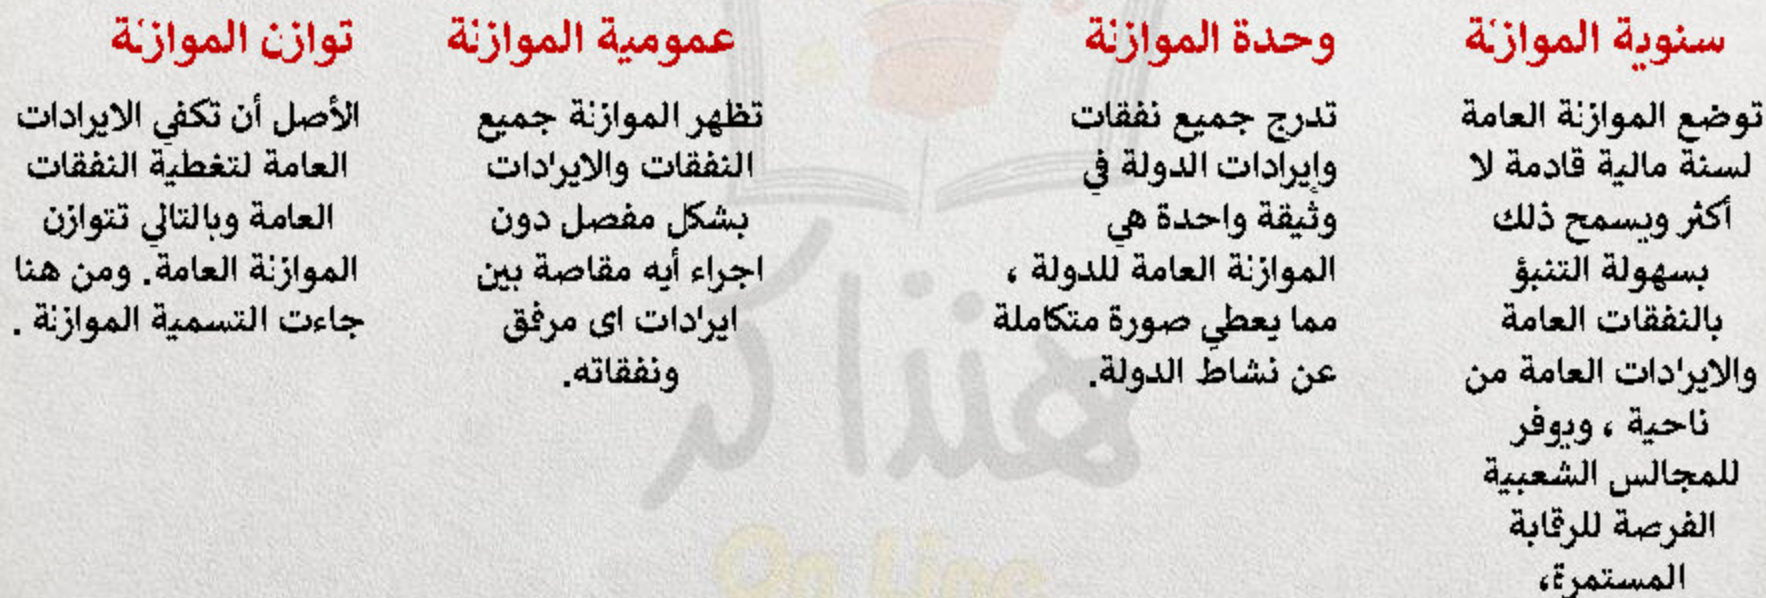 سنوية الموازنة
توضع الموازنة العامة
لسنة مالية قادمة لا
أكثر ويسمح ذلك
بسهولة التنبؤ
بالنفقات العامة
والايرادات العامة من
ناحية ، ويوفر
للمجالس الشعبية
الفرصة للرقابة
المستمرة،
وحدة الموازنة
تدرج جميع نفقات
وإيرادات الدولة في
وثيقة واحدة هي
الموازنة العامة للدولة ،
مما يعطي صورة متكاملة
عن نشاط الدولة.
عمومية الموازنة
تظهر الموازنة جميع
النفقات والايرادات
بشكل مفصل دون
اجراء أيه مقاصة بين
ايرادات اى مرفق
ونفقاته.
توازن الموازنة
الأصل أن تكفي الايرادات
العامة لتغطية النفقات
العامة وبالتالي تتوازن
الموازنة العامة. ومن هنا
جاءت التسمية الموازنة .
هنذاكر
On Line